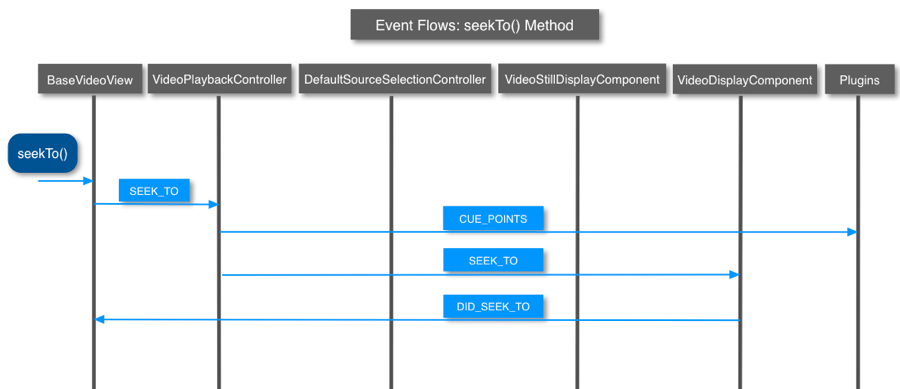 Event Flows: seekTo() Method
BaseVideoView
VideoPlaybackController
DefaultSourceSelectionController
VideoStillDisplayComponent
VideoDisplayComponent
Plugins
seekTo()
SEEK_TO
CUE_POINTS
SEEK_TO
DID_SEEK_TO